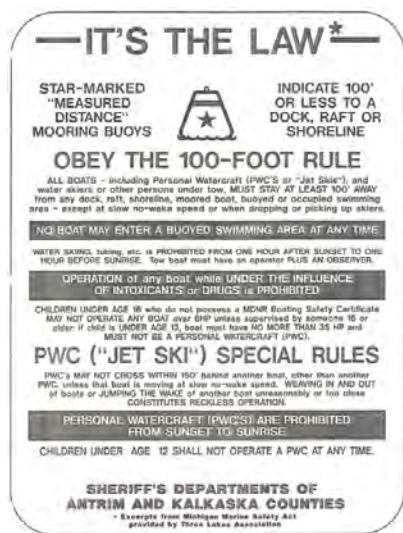 IT'S THE LAW*
STAR-MARKED
"MEASURED
DISTANCE"
MOORING BUOYS
INDICATE 100'
OR LESS TO A
DOCK, RAFT OR
SHORELINE
OBEY THE 100-FOOT RULE
ALL BOATS - including Personal Watercraft (PWC'S or "Jet Skis"), and
water skiers or other persons under tow, MUST STAY AT LEAST 100' AWAY
from any dock, raft, shoreline, moored boat, buoyed or occupied swimming
area - except at slow no-wake speed or when dropping or picking up skiers.
NO BOAT MAY ENTER A BUOYED SWIMMING AREA AT ANY TIME
WATER SKIING, tubing, etc. is PROHIBITED FROM ONE HOUR AFTER SUNSET TO ONE
HOUR BEFORE SUNRISE. Tow boat must have an operator PLUS AN OBSERVER.
OPERATION of any boat while UNDER THE INFLUENCE
OF INTOXICANTS or DRUGS is PROHIBITED
CHILDREN UNDER AGE 16 who do not possess a MDNR Boating Safety Certificate
MAY NOT OPERATE ANY BOAT over 6HP unless supervised by someone 16 or
older: if child is UNDER AGE 12, boat must have NO MORE THAN 35 HP and
MUST NOT BE A PERSONAL WATERCRAFT (PWC).
PWC ("JET SKI") SPECIAL RULES
PWC's MAY NOT CROSS WITHIN 150' behind another boat, other than another
PWC, unless that boat is moving at slow no-wake speed. WEAVING IN AND OUT
of boats or JUMPING THE WAKE of another boat unreasonably or too close
CONSTITUTES RECKLESS OPERATION.
PERSONAL WATERCRAFT (PWC'S) ARE PROHIBITED
FROM SUNSET TO SUNRISE
CHILDREN UNDER AGE 12 SHALL NOT OPERATE A PWC AT ANY TIME.
SHERIFF'S DEPARTMENTS OF
ANTRIM AND KALKASKA COUNTIES
* Excerpts from Michigan Marine Safety Act
provided by Three Lakes Association